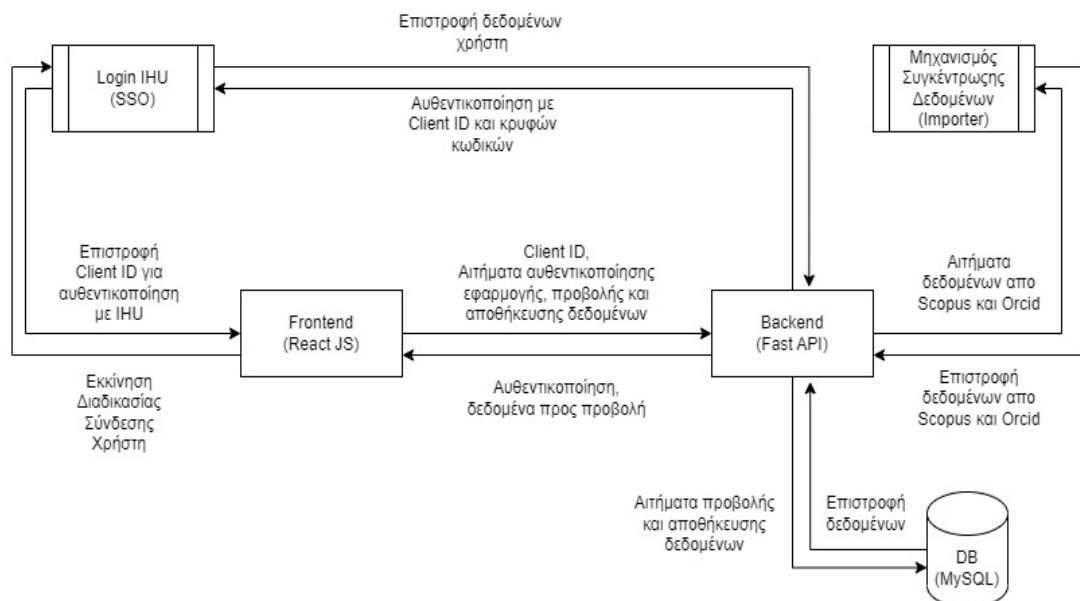 Επιστροφή δεδομένων
χρήστη
Login IHU
(SSO)
Μηχανισμός
Συγκέντρωςης
Δεδομένων
(Importer)
Αυθεντικοποίηση με
Client ID και κρυφών
κωδικών
Επιστροφή
Client ID για
αυθεντικοποίηση
με IHU
Client ID,
Αιτήματα αυθεντικοποίησης
εφαρμογής, προβολής και
αποθήκευσης δεδομένων
Αιτήματα
δεδομένων απο
Scopus και Orcid
Frontend
(React JS)
Backend
(Fast API)
Εκκίνηση
Διαδικασίας
Σύνδεσης
Χρήστη
Αυθεντικοποίηση,
δεδομένα προς προβολή
Επιστροφή
δεδομένων απο
Scopus και Orcid
Αιτήματα προβολής
και αποθήκευσης
δεδομένων
Επιστροφή
δεδομένων
DB
(MySQL)